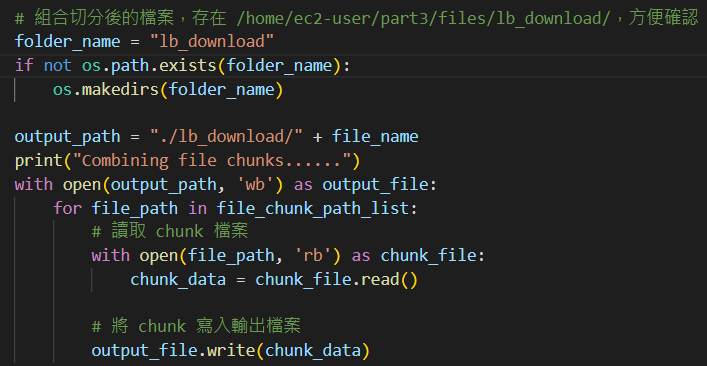 # 組合切分後的檔案，存在 /home/ec2-user/part3/files/lb_download/，方便確認
folder_name = "lb_download"
if not os.path.exists(folder_name):
    os.makedirs(folder_name)

output_path = "./lb_download/" + file_name
print("Combining file chunks......")
with open(output_path, 'wb') as output_file:
    for file_path in file_chunk_path_list:
        # 讀取 chunk 檔案
        with open(file_path, 'rb') as chunk_file:
            chunk_data = chunk_file.read()

        # 將 chunk 寫入輸出檔案
        output_file.write(chunk_data)